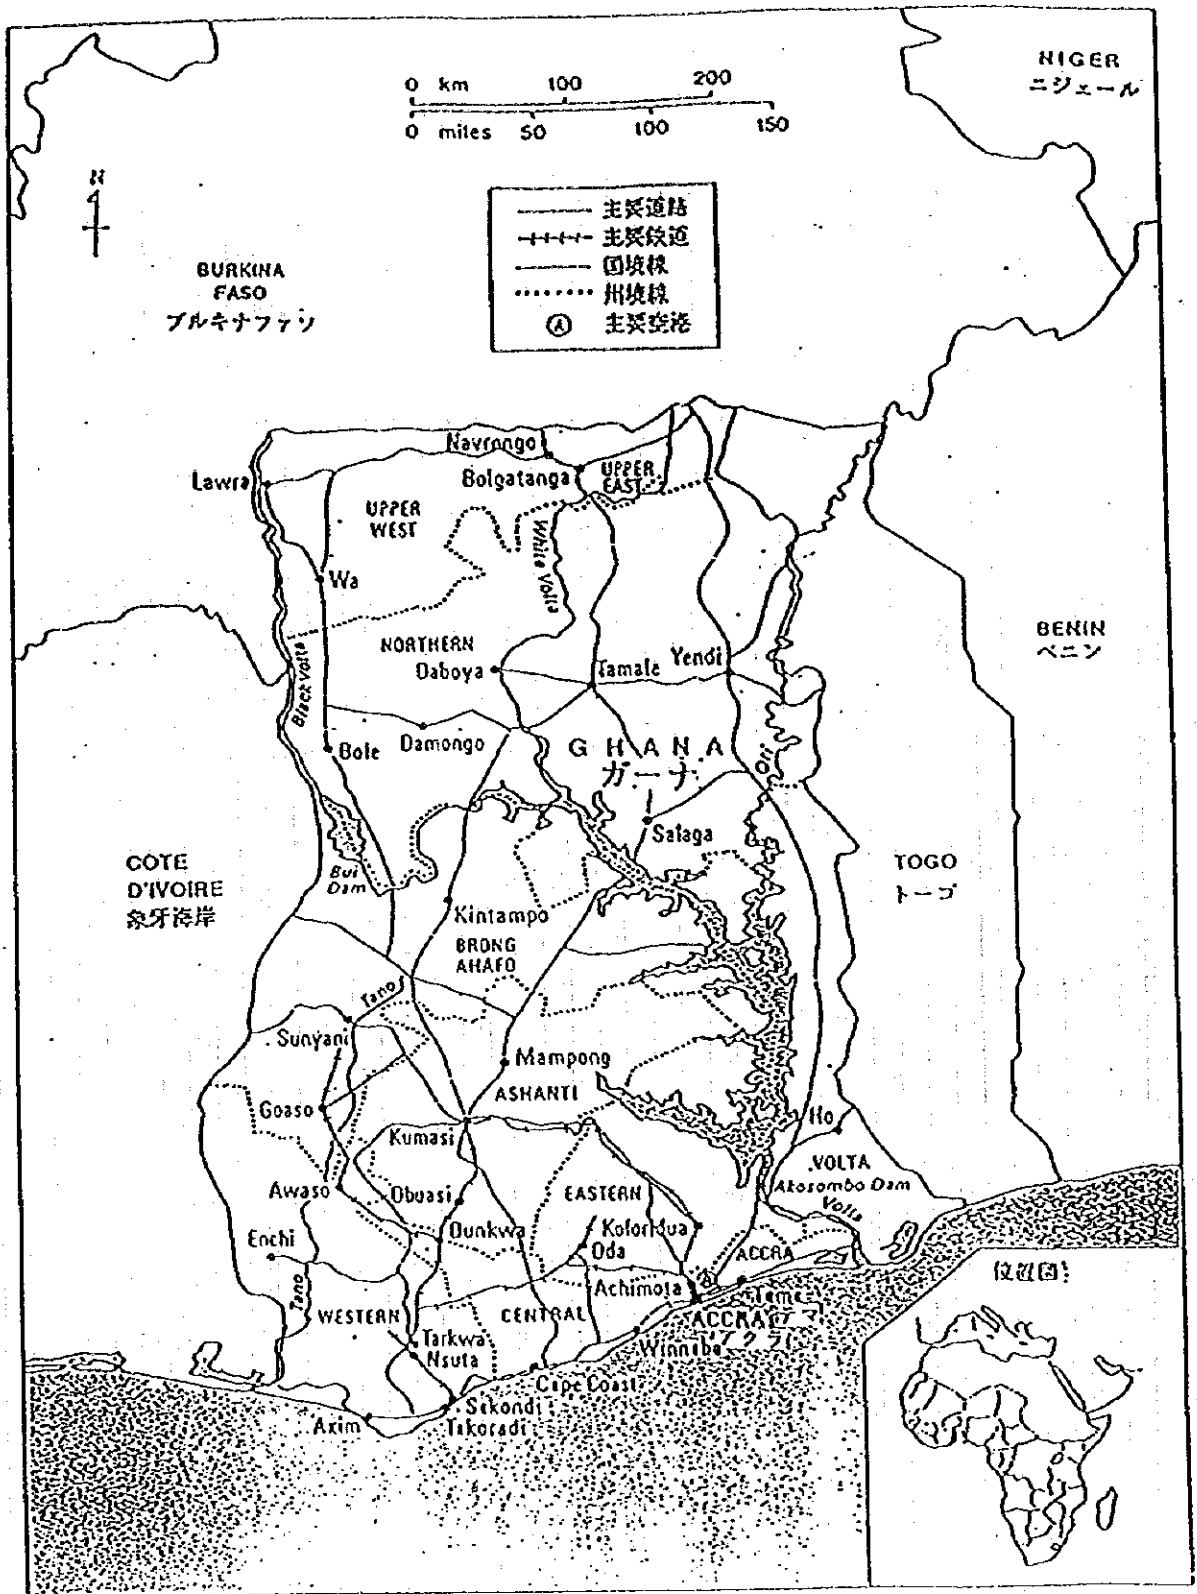 NIGER
ニジェール
0 km 100 200
0 miles 50 100 150
N
主要道路
主要鉄道
国境線
州境線
主要空港
BURKINA
FASO
ブルキナファソ
Navrongo
Lawra
Bolgatanga
UPPER
EAST
UPPER
WEST
White Volta
Wa
BENIN
ベニン
NORTHERN
Daboya
Tamale
Yendi
Black Volta
Bole
Damongo
GHANA
ガーナ
Oti
Salaga
COTE
D'IVOIRE
象牙海岸
Bui
Dam
TOGO
トーゴ
Kintampo
BRONG
AHAFO
Tano
Sunyani
Mampong
ASHANTI
Goaso
Ho
Kumasi
VOLTA
Akosombo Dam
Volta
Awaso
Obuasi
EASTERN
Enchi
Dunkwa
Koforidua
Oda
ACCRA
Achimota
Tema
位置図
Tano
WESTERN
CENTRAL
ACCRA
アクラ
Tarkwa
Nsuta
Winneba
Cape Coast
Sekondi
Takoradi
Axim